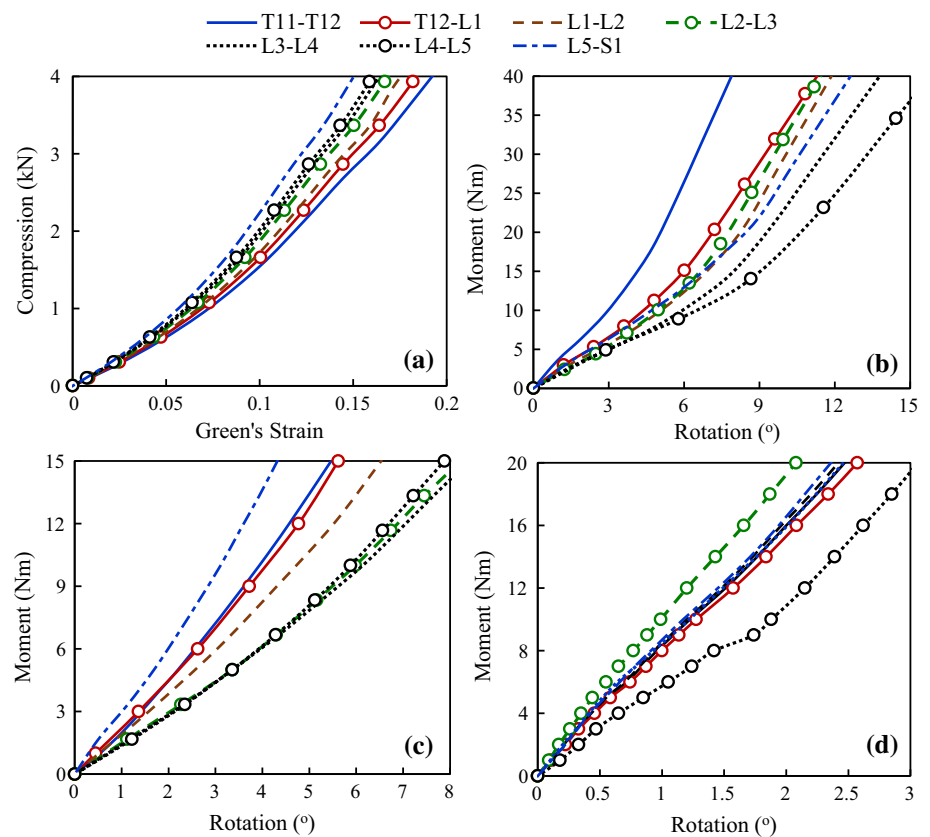 T11-T12 T12-L1 L1-L2 L2-L3
L3-L4 L4-L5 L5-S1
Compression (kN)
4
3
2
1
0
(a)
0 0.05 0.1 0.15 0.2
Green's Strain
Moment (Nm)
40
35
30
25
20
15
10
5
0
(b)
0 3 6 9 12 15
Rotation (o)
Moment (Nm)
15
12
9
6
3
0
(c)
0 1 2 3 4 5 6 7 8
Rotation (o)
Moment (Nm)
20
16
12
8
4
0
(d)
0 0.5 1 1.5 2 2.5 3
Rotation (o)